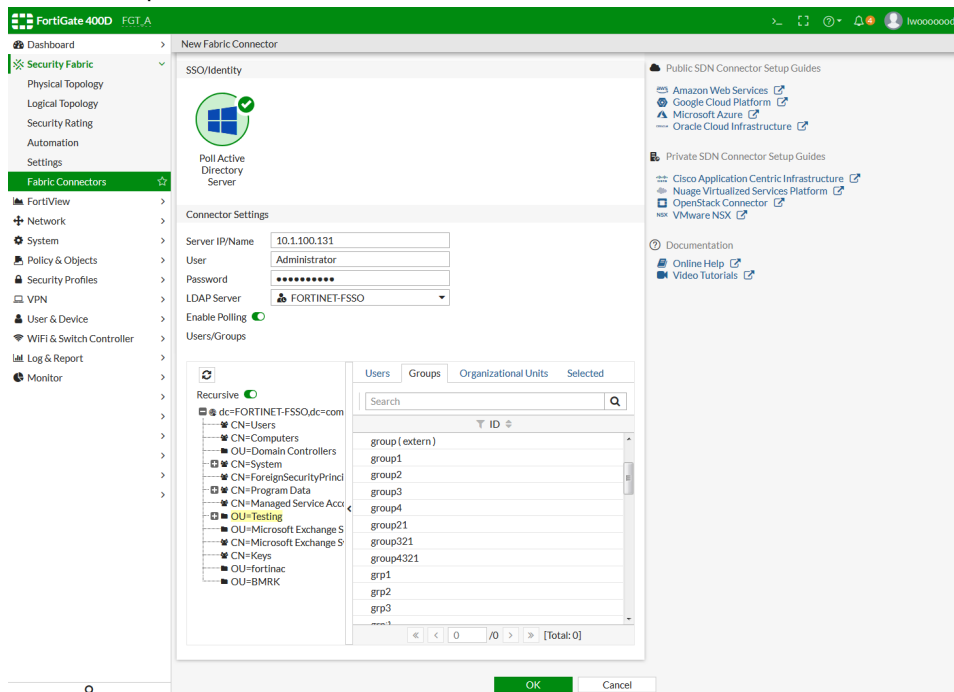 FortiGate 400D FGT_A
>_
4
lwooooood
Dashboard
Security Fabric
Physical Topology
Logical Topology
Security Rating
Automation
Settings
Fabric Connectors
FortiView
Network
System
Policy & Objects
Security Profiles
VPN
User & Device
WiFi & Switch Controller
Log & Report
Monitor
New Fabric Connector
SSO/Identity
Poll Active
Directory
Server
Connector Settings
Server IP/Name 10.1.100.131
User Administrator
Password ••••••••••
LDAP Server FORTINET-FSSO
Enable Polling
Users/Groups
Recursive
dc=FORTINET-FSSO,dc=com
CN=Users
CN=Computers
OU=Domain Controllers
CN=System
CN=ForeignSecurityPrinci
CN=Program Data
CN=Managed Service Acco
OU=Testing
OU=Microsoft Exchange S
CN=Microsoft Exchange S
CN=Keys
OU=fortinac
OU=BMRK
Users Groups Organizational Units Selected
Search
ID
group ( extern )
group1
group2
group3
group4
group21
group321
group4321
grp1
grp2
grp3
« < 0 /0 > » [Total: 0]
OK Cancel
Public SDN Connector Setup Guides
aws Amazon Web Services
Google Cloud Platform
Microsoft Azure
Oracle Cloud Infrastructure
Private SDN Connector Setup Guides
Cisco Application Centric Infrastructure
Nuage Virtualized Services Platform
OpenStack Connector
NSX VMware NSX
Documentation
Online Help
Video Tutorials